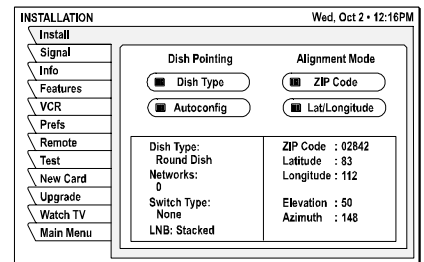 INSTALLATION Wed, Oct 2 • 12:16PM
Install
Signal
Info
Features
VCR
Prefs
Remote
Test
New Card
Upgrade
Watch TV
Main Menu
Dish Pointing
Dish Type
Autoconfig
Alignment Mode
ZIP Code
Lat/Longitude
Dish Type:
Round Dish
Networks:
0
Switch Type:
None
LNB: Stacked
ZIP Code : 02842
Latitude : 83
Longitude : 112
Elevation : 50
Azimuth : 148